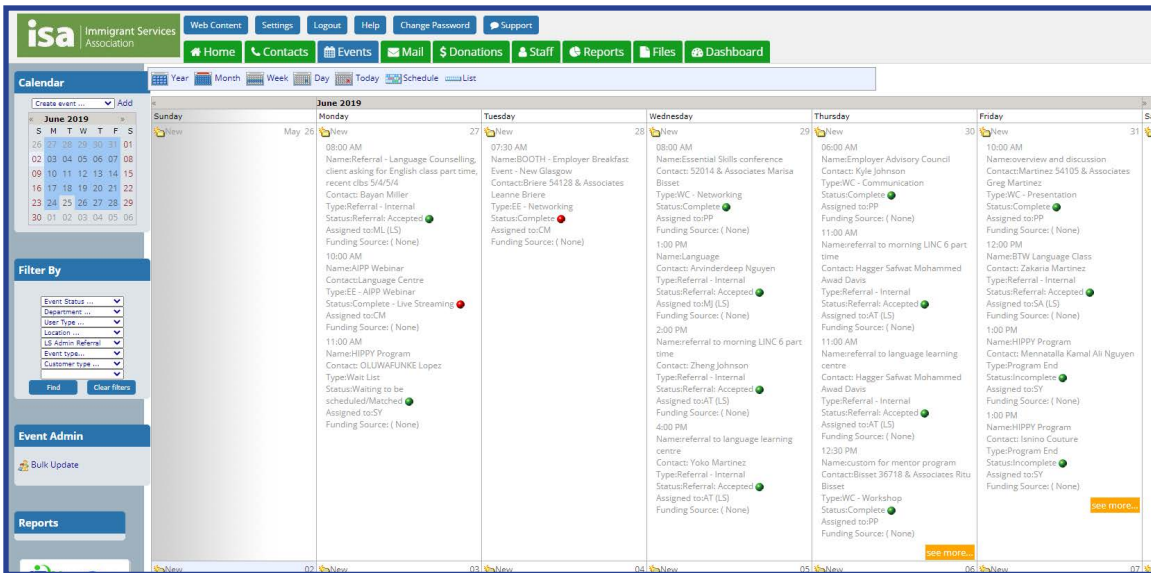 isa Immigrant Services
Association
Web Content Settings Logout Help Change Password Support
Home Contacts Events Mail $ Donations Staff Reports Files Dashboard
Calendar
Create event ... Add
« June 2019 »
S M T W T F S
26 27 28 29 30 31 01
02 03 04 05 06 07 08
09 10 11 12 13 14 15
16 17 18 19 20 21 22
23 24 25 26 27 28 29
30 01 02 03 04 05 06
Filter By
Event Status ...
Department ...
User Type ...
Location ...
LS Admin Referral
Event type...
Customer type ...
Find Clear filters
Event Admin
Bulk Update
Reports
Year Month Week Day Today Schedule List
« June 2019 »
Sunday Monday Tuesday Wednesday Thursday Friday Sa
New May 26
New 27
08:00 AM
Name:Referral - Language Counselling,
client asking for English class part time,
recent clbs 5/4/5/4
Contact: Bayan Miller
Type:Referral - Internal
Status:Referral: Accepted
Assigned to:ML (LS)
Funding Source: ( None)
10:00 AM
Name:AIPP Webinar
Contact:Language Centre
Type:EE - AIPP Webinar
Status:Complete - Live Streaming
Assigned to:CM
Funding Source: ( None)
11:00 AM
Name:HIPPY Program
Contact: OLUWAFUNKE Lopez
Type:Wait List
Status:Waiting to be
scheduled/Matched
Assigned to:SY
Funding Source: ( None)
New 28
07:30 AM
Name:BOOTH - Employer Breakfast
Event - New Glasgow
Contact:Briere 54128 & Associates
Leanne Briere
Type:EE - Networking
Status:Complete
Assigned to:CM
Funding Source: ( None)
New 29
08:00 AM
Name:Essential Skills conference
Contact: 52014 & Associates Marisa
Bisset
Type:WC - Networking
Status:Complete
Assigned to:PP
Funding Source: ( None)
1:00 PM
Name:Language
Contact: Arvinderdeep Nguyen
Type:Referral - Internal
Status:Referral: Accepted
Assigned to:MJ (LS)
Funding Source: ( None)
2:00 PM
Name:referral to morning LINC 6 part
time
Contact: Zheng Johnson
Type:Referral - Internal
Status:Referral: Accepted
Assigned to:AT (LS)
Funding Source: ( None)
4:00 PM
Name:referral to language learning
centre
Contact: Yoko Martinez
Type:Referral - Internal
Status:Referral: Accepted
Assigned to:AT (LS)
Funding Source: ( None)
New 30
06:00 AM
Name:Employer Advisory Council
Contact: Kyle Johnson
Type:WC - Communication
Status:Complete
Assigned to:PP
Funding Source: ( None)
11:00 AM
Name:referral to morning LINC 6 part
time
Contact: Hagger Safwat Mohammed
Awad Davis
Type:Referral - Internal
Status:Referral: Accepted
Assigned to:AT (LS)
Funding Source: ( None)
11:00 AM
Name:referral to language learning
centre
Contact: Hagger Safwat Mohammed
Awad Davis
Type:Referral - Internal
Status:Referral: Accepted
Assigned to:AT (LS)
Funding Source: ( None)
12:30 PM
Name:custom for mentor program
Contact:Bisset 36718 & Associates Ritu
Bisset
Type:WC - Workshop
Status:Complete
Assigned to:PP
Funding Source: ( None)
see more...
New 31
10:00 AM
Name:overview and discussion
Contact:Martinez 54105 & Associates
Greg Martinez
Type:WC - Presentation
Status:Complete
Assigned to:PP
Funding Source: ( None)
12:00 PM
Name:BTW Language Class
Contact: Zakaria Martinez
Type:Referral - Internal
Status:Referral: Accepted
Assigned to:SA (LS)
Funding Source: ( None)
1:00 PM
Name:HIPPY Program
Contact: Mennatalla Kamal Ali Nguyen
Type:Program End
Status:Incomplete
Assigned to:SY
Funding Source: ( None)
1:00 PM
Name:HIPPY Program
Contact: Isnino Couture
Type:Program End
Status:Incomplete
Assigned to:SY
Funding Source: ( None)
see more...
New 02 New 03 New 04 New 05 New 06 New 07